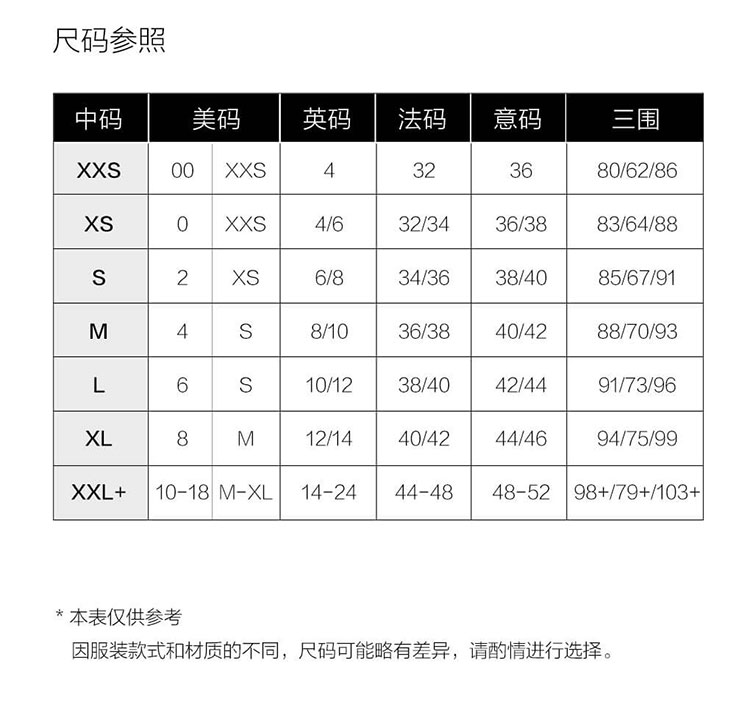 尺码参照
中码 美码 英码 法码 意码 三围
XXS 00 XXS 4 32 36 80/62/86
XS 0 XXS 4/6 32/34 36/38 83/64/88
S 2 XS 6/8 34/36 38/40 85/67/91
M 4 S 8/10 36/38 40/42 88/70/93
L 6 S 10/12 38/40 42/44 91/73/96
XL 8 M 12/14 40/42 44/46 94/75/99
XXL+ 10-18 M-XL 14-24 44-48 48-52 98+/79+/103+
* 本表仅供参考
因服装款式和材质的不同，尺码可能略有差异，请酌情进行选择。